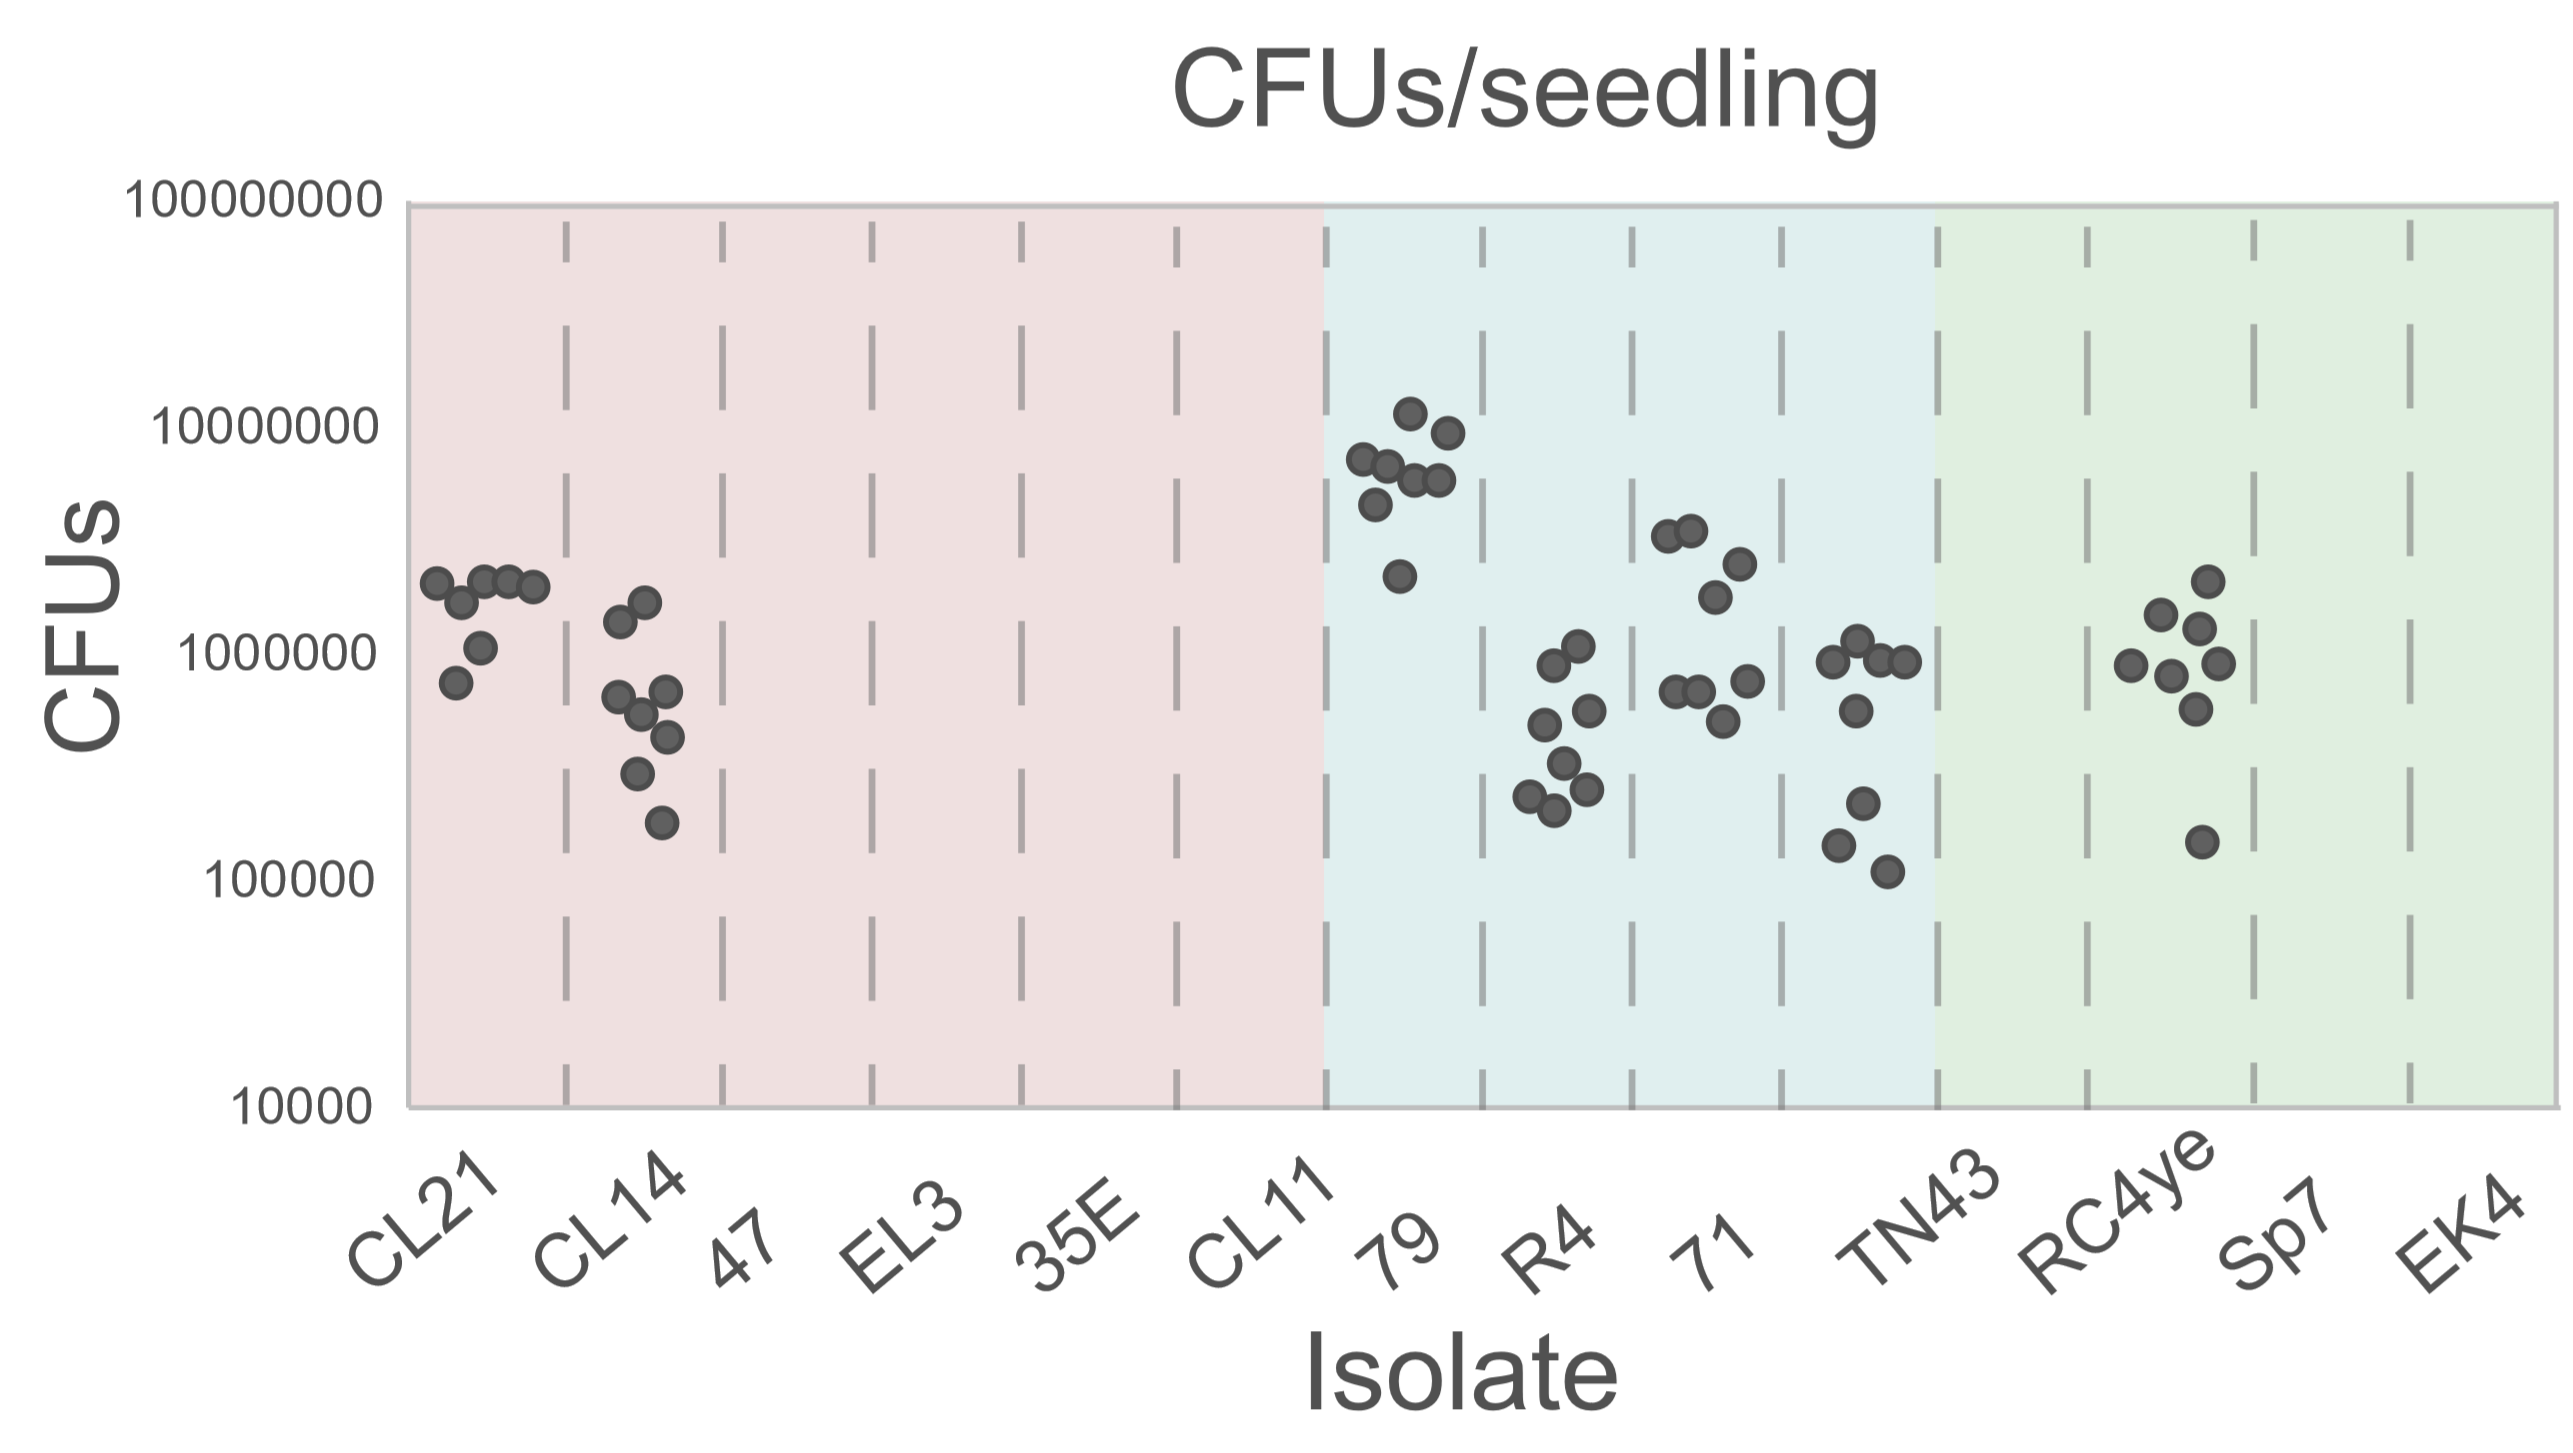 CFUs/seedling
100000000
10000000
1000000
100000
10000
CFUs
CL21
CL14
47
EL3
35E
CL11
79
R4
71
TN43
RC4ye
Sp7
EK4
Isolate